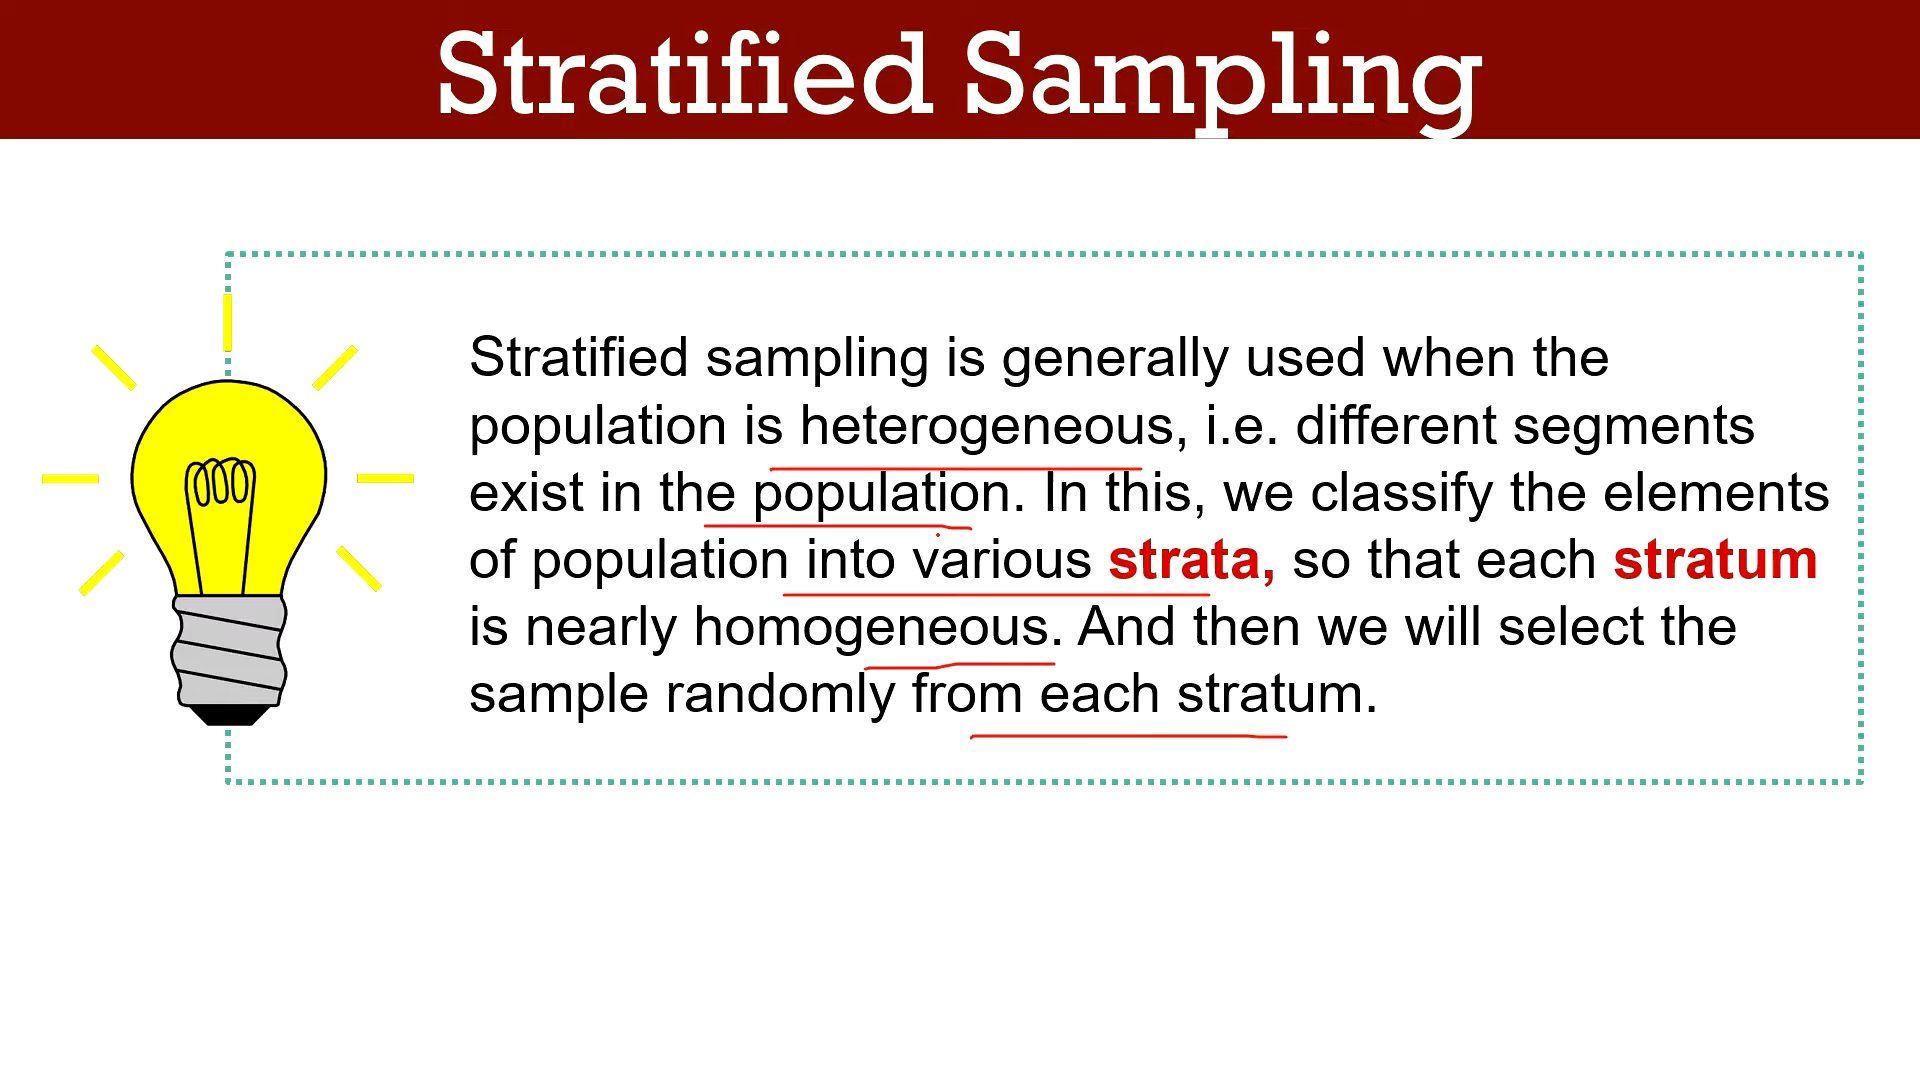 Stratified Sampling
Stratified sampling is generally used when the
population is heterogeneous, i.e. different segments
exist in the population. In this, we classify the elements
of population into various strata, so that each stratum
is nearly homogeneous. And then we will select the
sample randomly from each stratum.